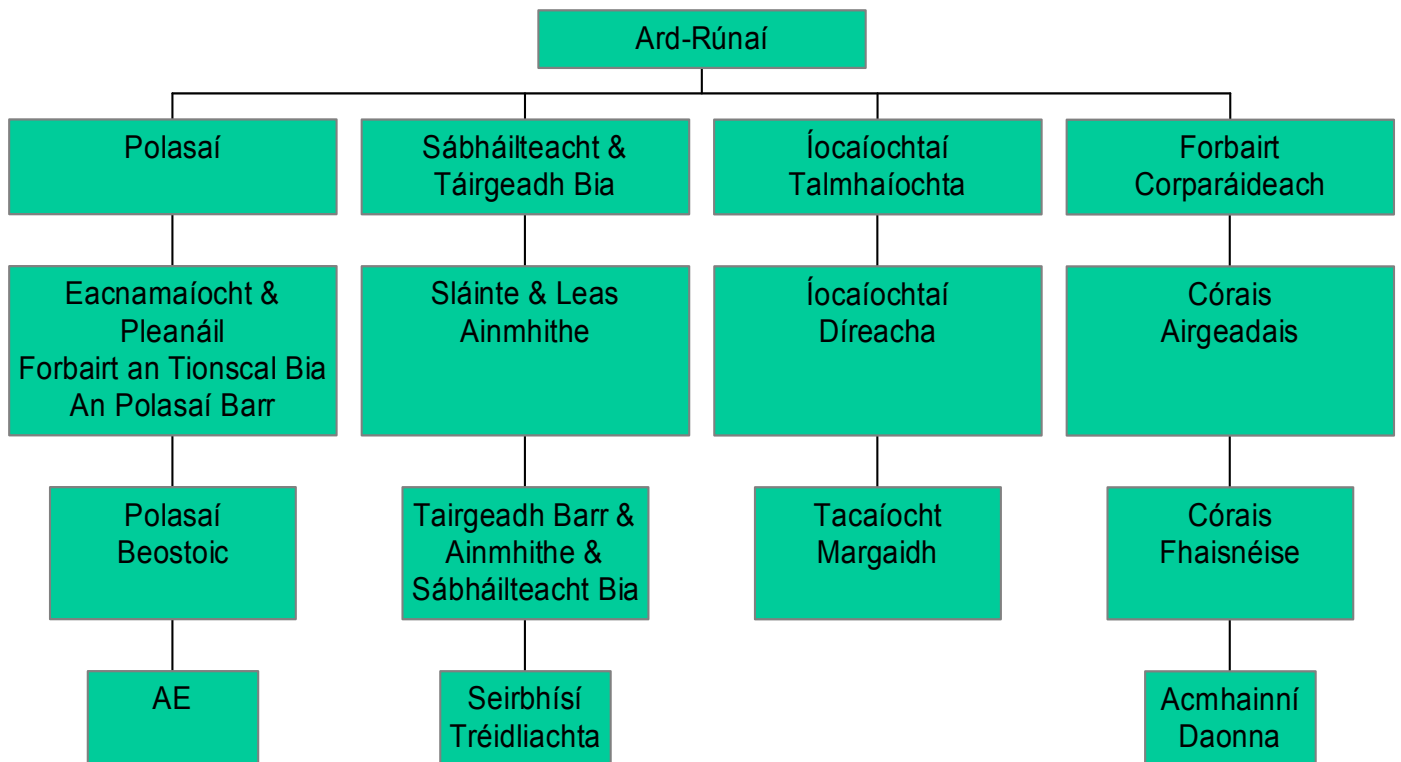 Ard-Rúnaí
Polasaí
Sábháilteacht &
Táirgeadh Bia
Íocaíochtaí
Talmhaíochta
Forbairt
Corparáideach
Eacnamaíocht &
Pleanáil
Forbairt an Tionscal Bia
An Polasaí Barr
Sláinte & Leas
Ainmhithe
Íocaíochtaí
Díreacha
Córais
Airgeadais
Polasaí
Beostoic
Tairgeadh Barr &
Ainmhithe &
Sábháilteacht Bia
Tacaíocht
Margaidh
Córais
Fhaisnéise
AE
Seirbhísí
Tréidliachta
Acmhainní
Daonna